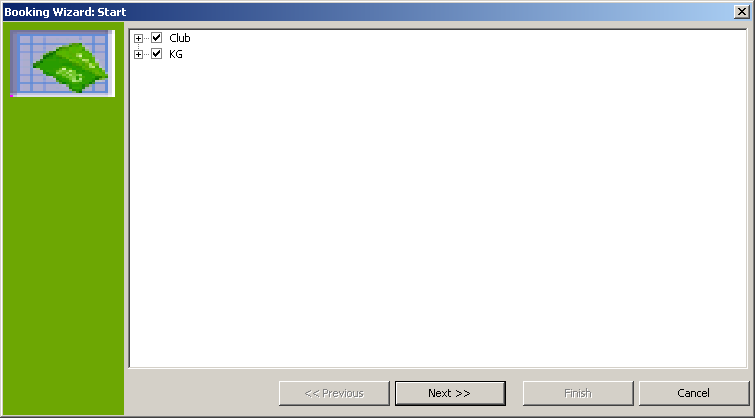 Booking Wizard: Start
Club
KG
<< Previous
Next >>
Finish
Cancel